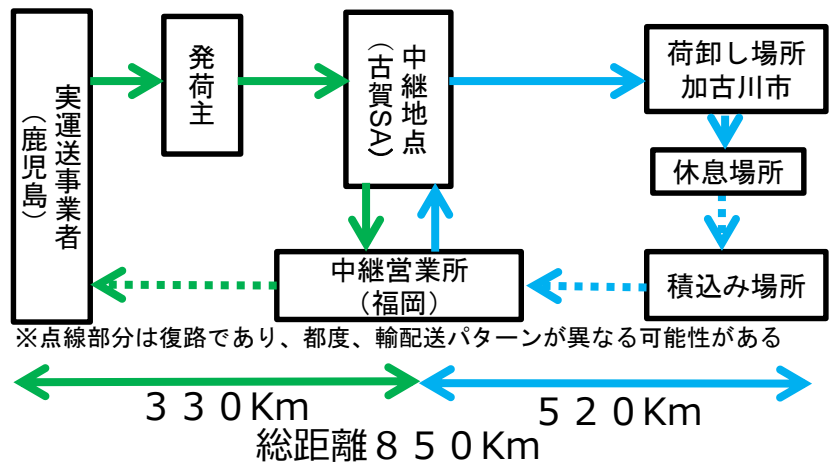 実運送事業者
（鹿児島）
発荷主
中継地点
（古賀SA）
荷卸し場所
加古川市
休息場所
中継営業所
（福岡）
積込み場所
※点線部分は復路であり、都度、輸配送パターンが異なる可能性がある
３３０Km
５２０Km
総距離８５０Km